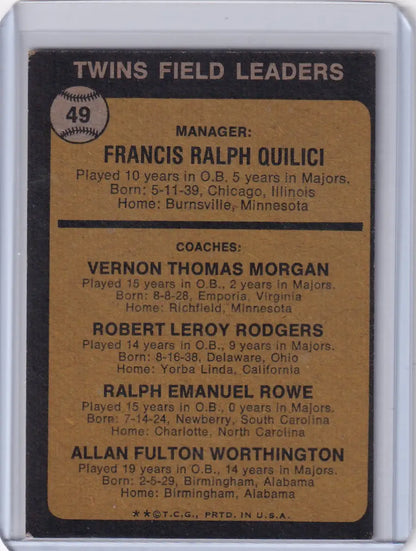 TWINS FIELD LEADERS
49
MANAGER:
FRANCIS RALPH QUILICI
Played 10 years in O.B. 5 years in Majors.
Born: 5-11-39, Chicago, Illinois
Home: Burnsville, Minnesota
COACHES:
VERNON THOMAS MORGAN
Played 15 years in O.B., 2 years in Majors.
Born: 8-8-28, Emporia, Virginia
Home: Richfield, Minnesota
ROBERT LEROY RODGERS
Played 14 years in O.B., 9 years in Majors.
Born: 8-16-38, Delaware, Ohio
Home: Yorba Linda, California
RALPH EMANUEL ROWE
Played 15 years in O.B., 0 years in Majors.
Born: 7-14-24, Newberry, South Carolina
Home: Charlotte, North Carolina
ALLAN FULTON WORTHINGTON
Played 19 years in O.B., 14 years in Majors.
Born: 2-5-29, Birmingham, Alabama
Home: Birmingham, Alabama
**©T.C.G., PRTD. IN U.S.A.